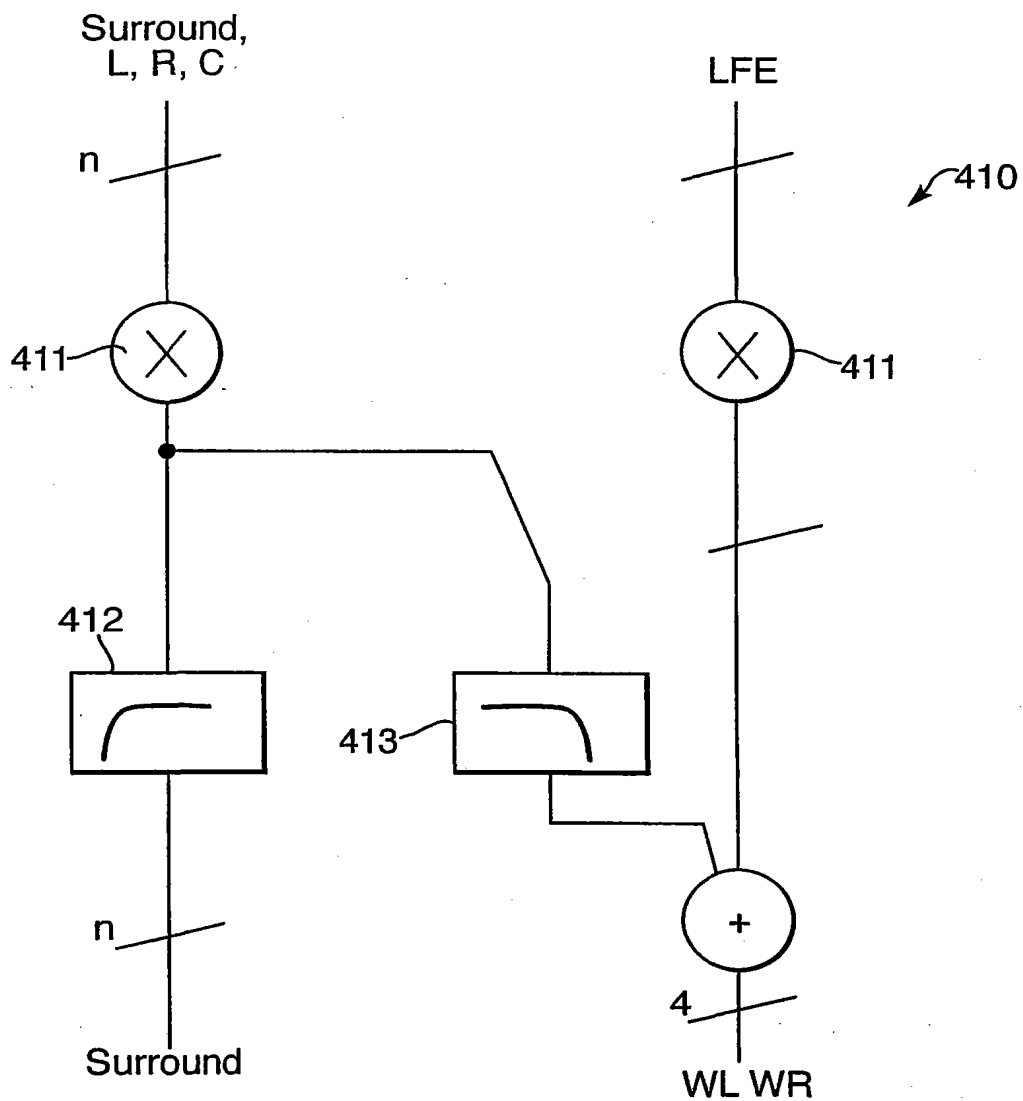 Surround,
L, R, C
LFE
n
410
411
411
412
413
+
n
4
Surround
WL WR